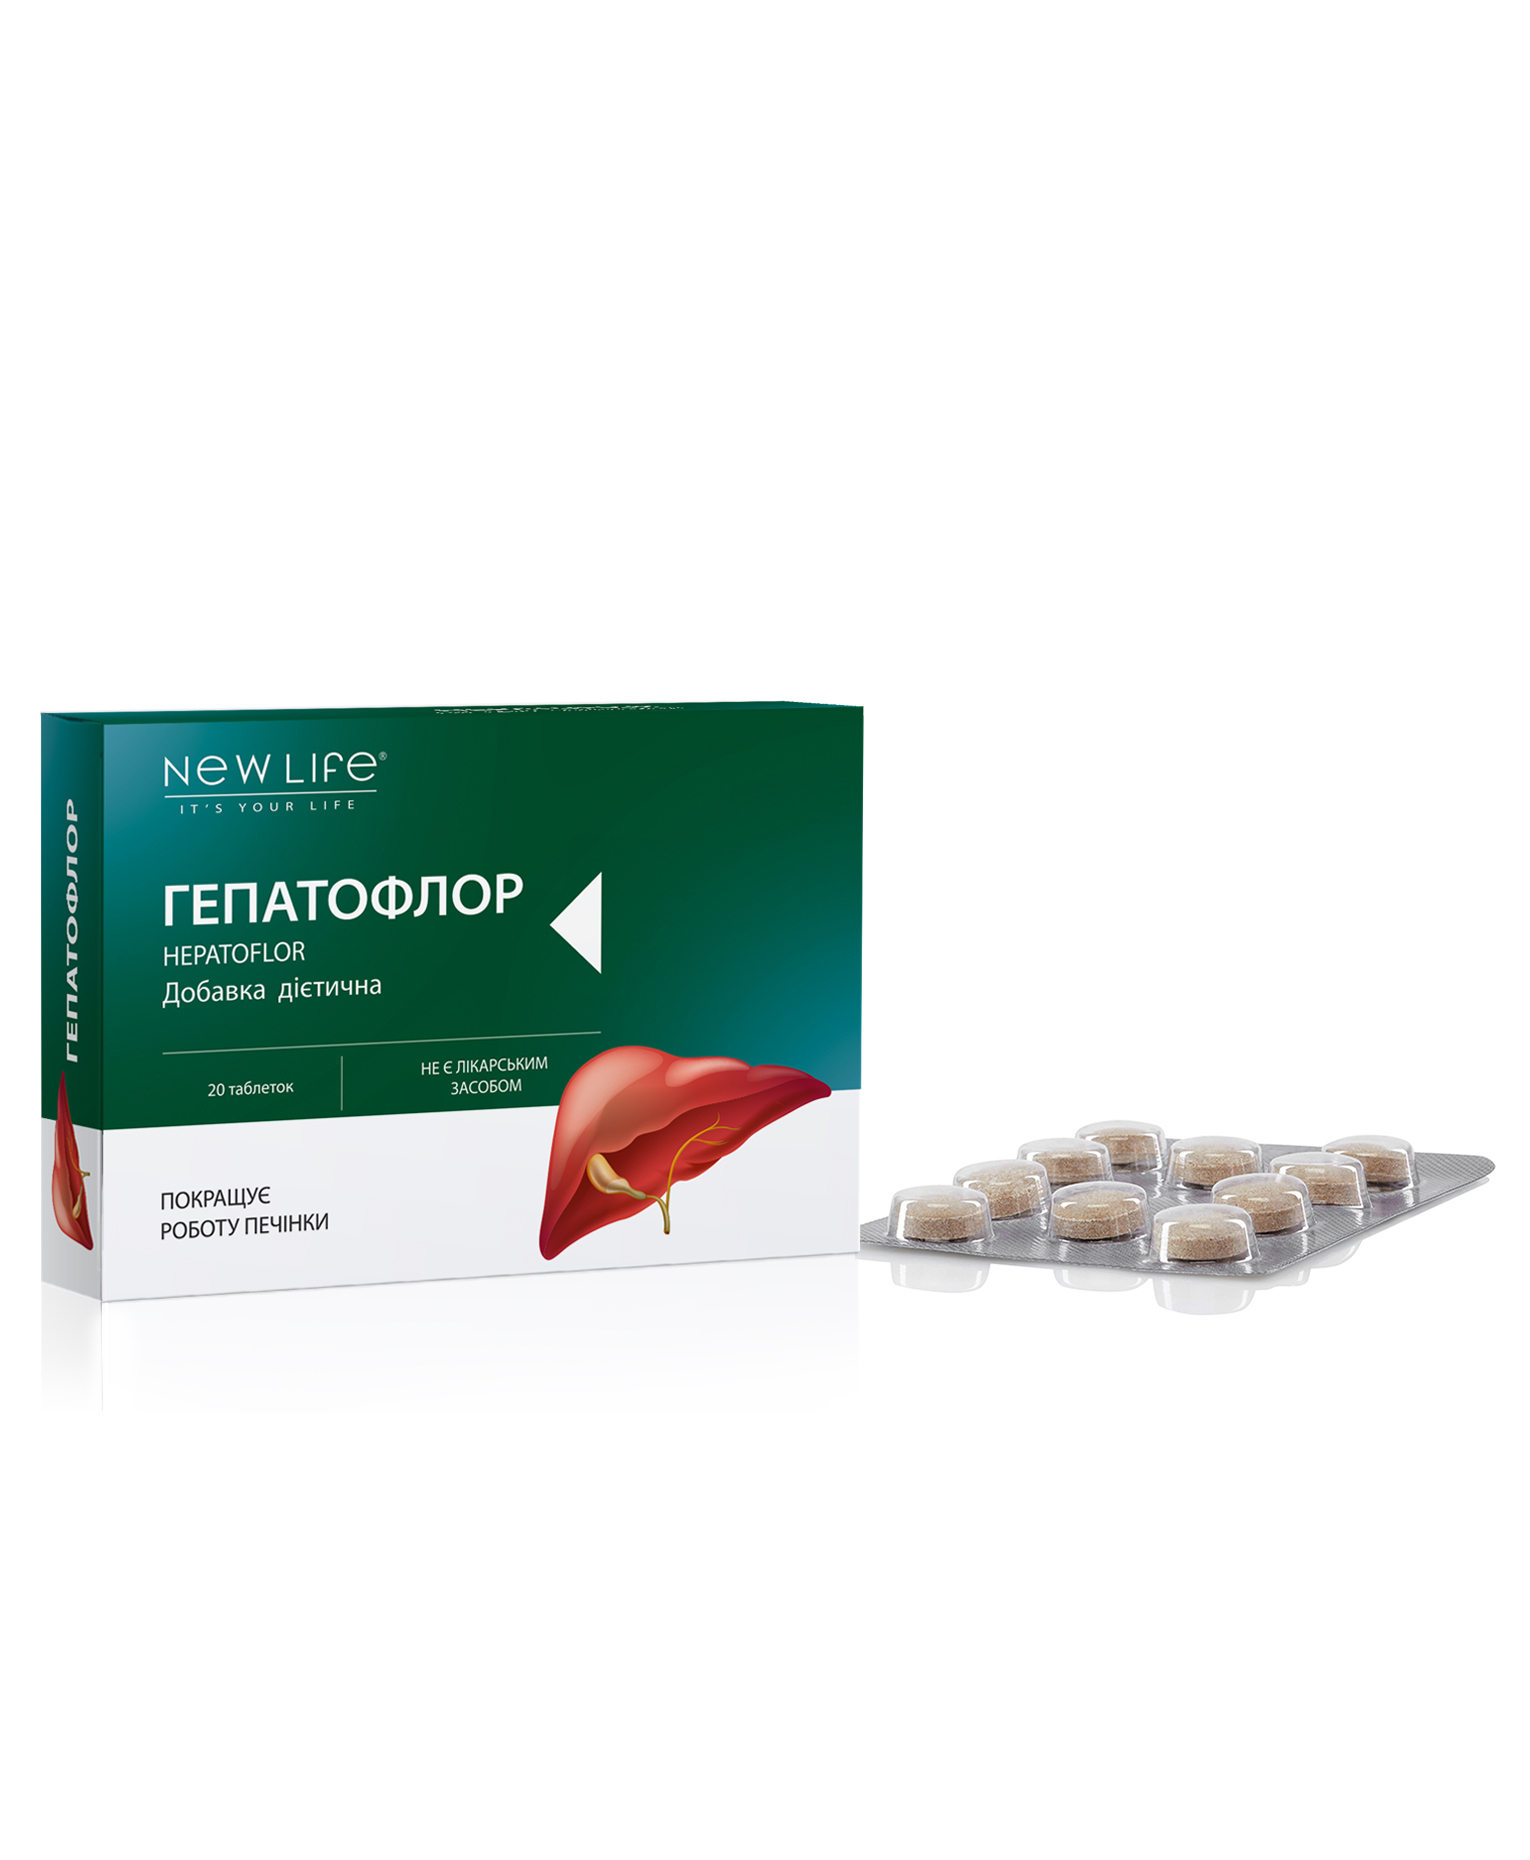 New Life®
IT'S YOUR LIFE
ГЕПАТОФЛОР
HEPATOFLOR
Добавка дієтична
20 таблеток
НЕ Є ЛІКАРСЬКИМ
ЗАСОБОМ
ПОКРАЩУЄ
РОБОТУ ПЕЧІНКИ
ГЕПАТОФЛОР